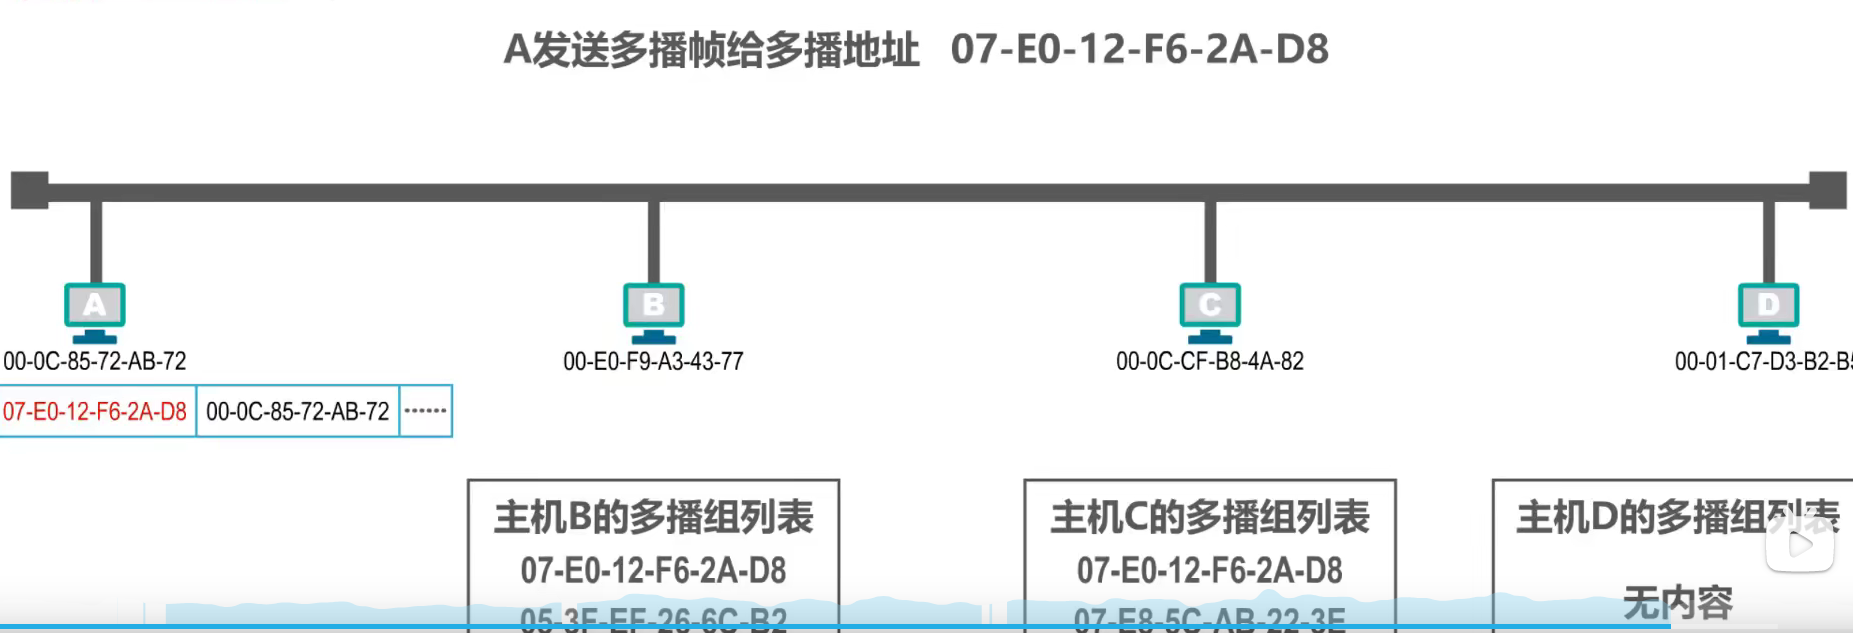 A发送多播帧给多播地址 07-E0-12-F6-2A-D8
A
B
C
D
00-0C-85-72-AB-72
00-E0-F9-A3-43-77
00-0C-CF-B8-4A-82
00-01-C7-D3-B2-B5
07-E0-12-F6-2A-D8 00-0C-85-72-AB-72 ······
主机B的多播组列表
07-E0-12-F6-2A-D8
05-3F-EF-26-6C-B2
主机C的多播组列表
07-E0-12-F6-2A-D8
07-E8-5C-AB-22-3E
主机D的多播组列表
无内容